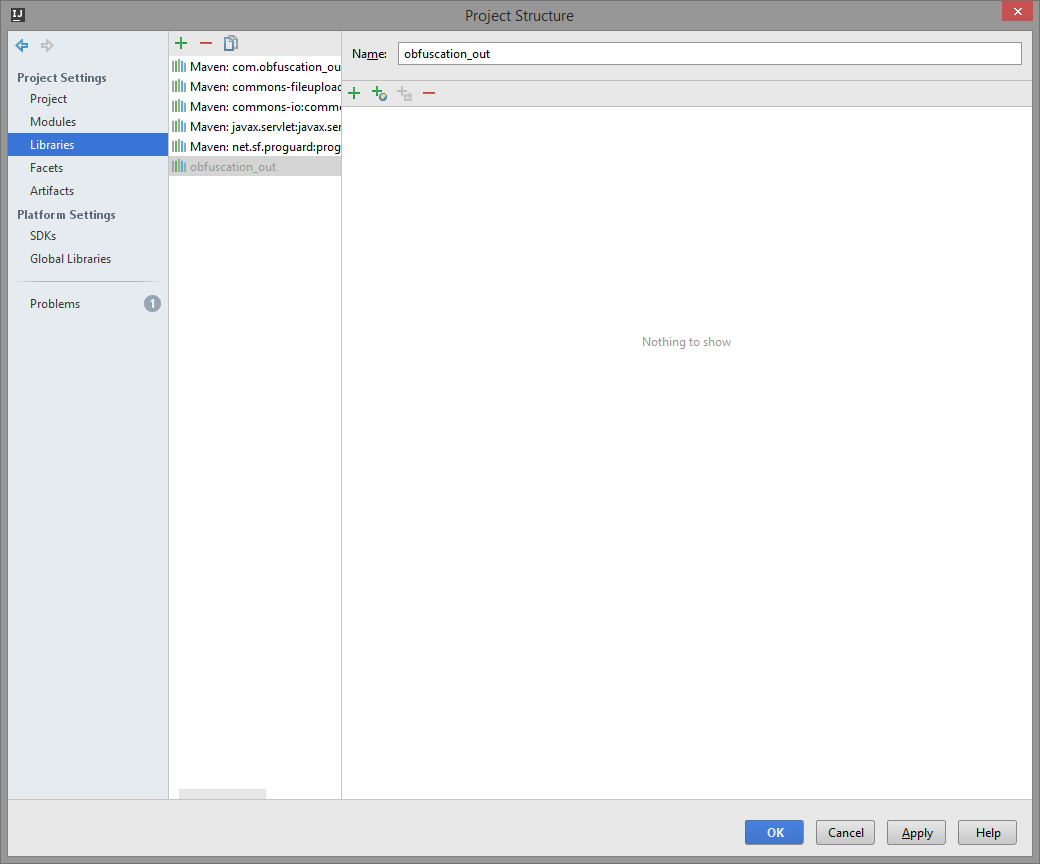 IJ
Project Structure
Project Settings
Project
Modules
Libraries
Facets
Artifacts
Platform Settings
SDKs
Global Libraries
Problems 1
Maven: com.obfuscation_ou
Maven: commons-fileupload
Maven: commons-io:commo
Maven: javax.servlet:javax.ser
Maven: net.sf.proguard:prog
obfuscation_out
Name: obfuscation_out
Nothing to show
OK Cancel Apply Help